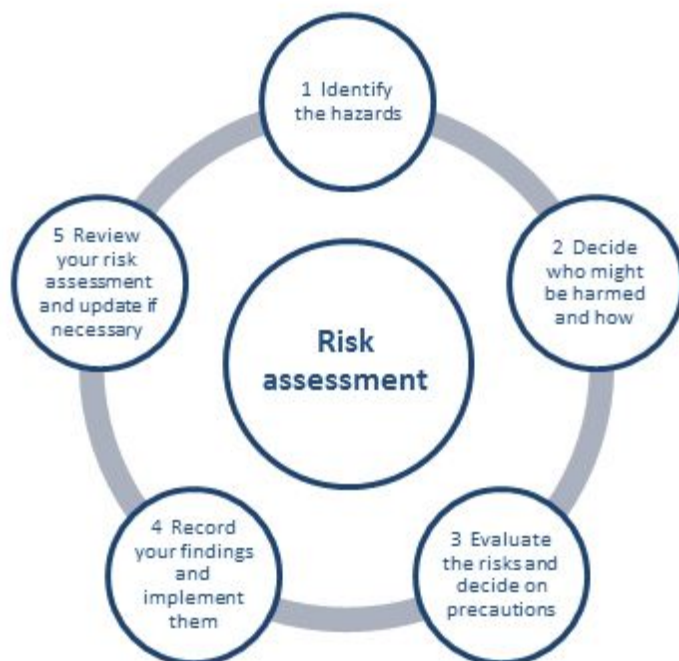 1 Identify
the hazards
2 Decide
who might
be harmed
and how
3 Evaluate
the risks and
decide on
precautions
4 Record
your findings
and
implement
them
5 Review
your risk
assessment
and update if
necessary
Risk
assessment